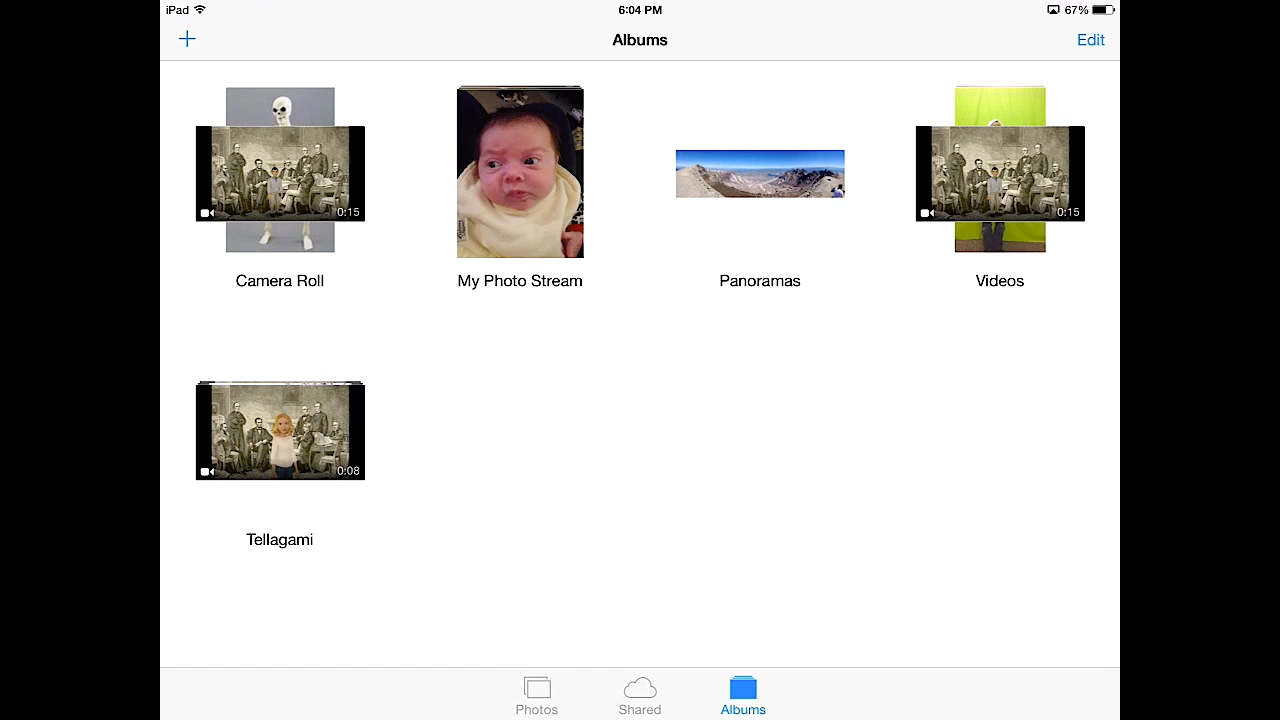 iPad 6:04 PM 67%
Albums Edit
0:15 0:15
Camera Roll My Photo Stream Panoramas Videos
0:08
Tellagami
Photos Shared Albums